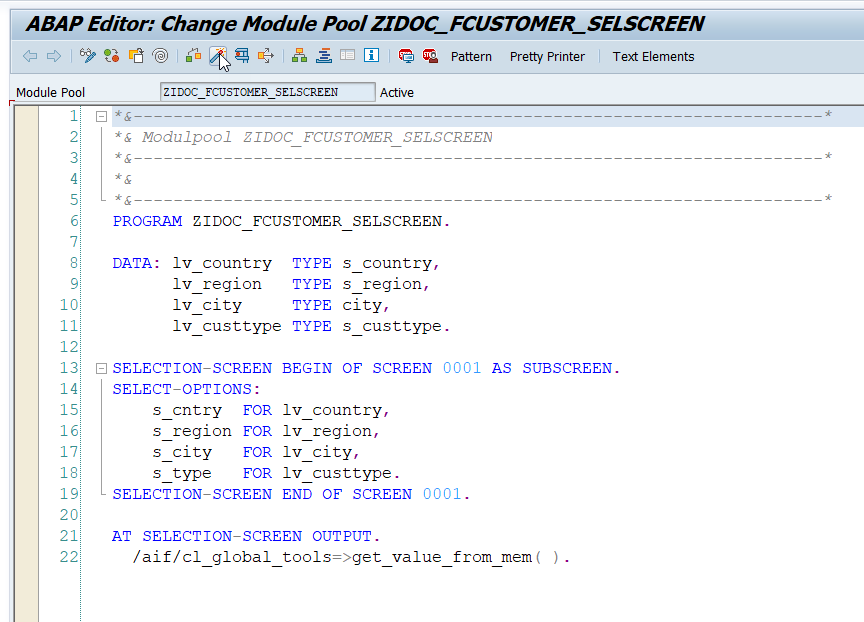 ABAP Editor: Change Module Pool ZIDOC_FCUSTOMER_SELSCREEN
Pattern Pretty Printer Text Elements
Module Pool ZIDOC_FCUSTOMER_SELSCREEN Active
1 *&---------------------------------------------------------------------*
2 *& Modulpool ZIDOC_FCUSTOMER_SELSCREEN
3 *&---------------------------------------------------------------------*
4 *&
5 *&---------------------------------------------------------------------*
6 PROGRAM ZIDOC_FCUSTOMER_SELSCREEN.
7
8 DATA: lv_country  TYPE s_country,
9       lv_region   TYPE s_region,
10       lv_city     TYPE city,
11       lv_custtype TYPE s_custtype.
12
13 SELECTION-SCREEN BEGIN OF SCREEN 0001 AS SUBSCREEN.
14 SELECT-OPTIONS:
15     s_cntry  FOR lv_country,
16     s_region FOR lv_region,
17     s_city   FOR lv_city,
18     s_type   FOR lv_custtype.
19 SELECTION-SCREEN END OF SCREEN 0001.
20
21 AT SELECTION-SCREEN OUTPUT.
22   /aif/cl_global_tools=>get_value_from_mem( ).